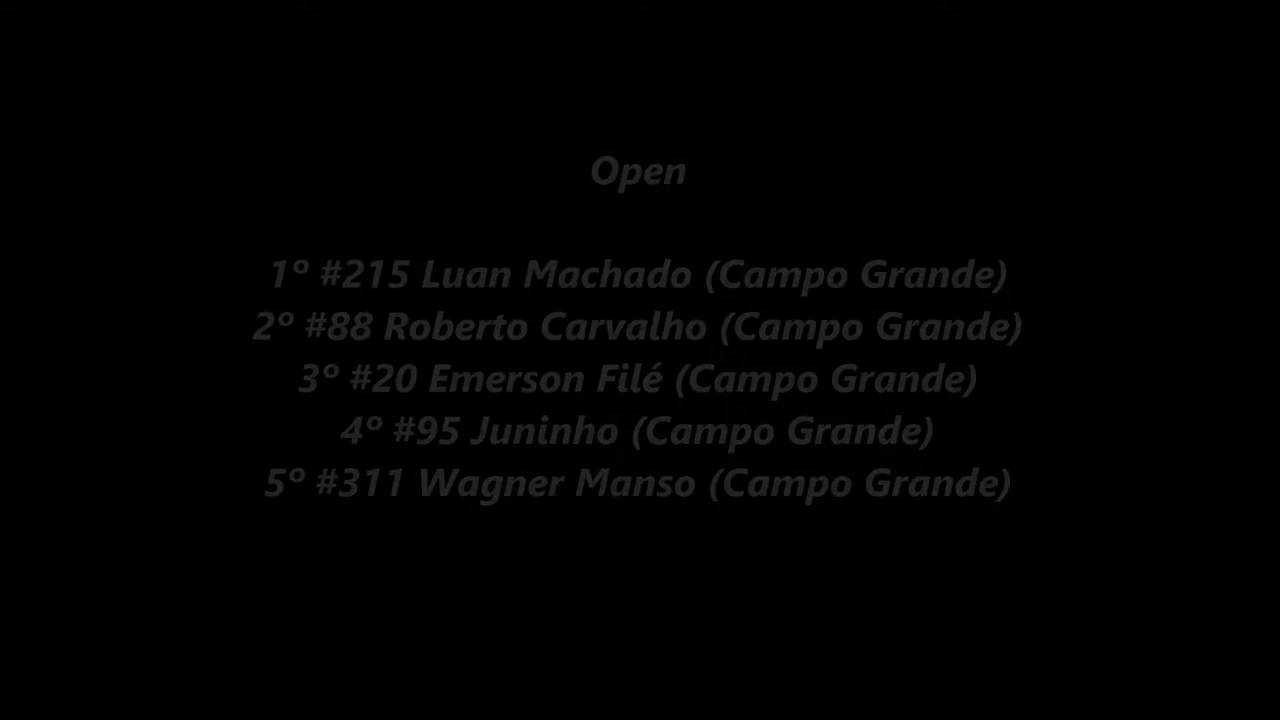 Open
1º #215 Luan Machado (Campo Grande)
2º #88 Roberto Carvalho (Campo Grande)
3º #20 Emerson Filé (Campo Grande)
4º #95 Juninho (Campo Grande)
5º #311 Wagner Manso (Campo Grande)